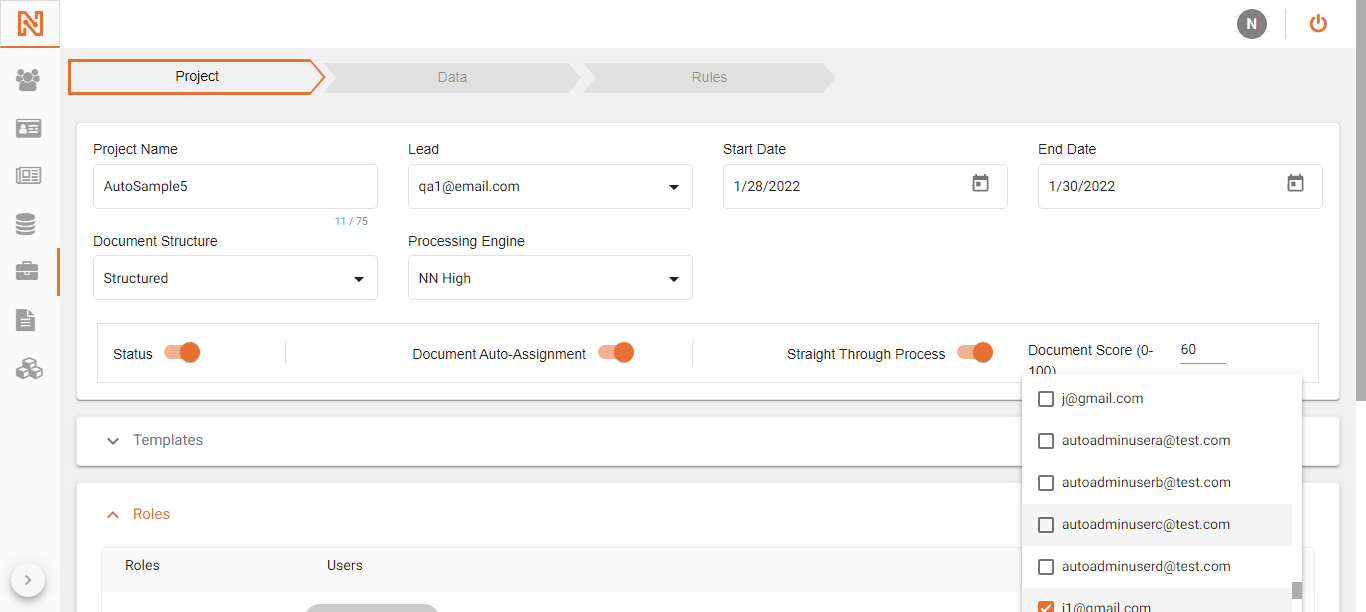 N
Project
Data
Rules
Project Name
Lead
Start Date
End Date
AutoSample5
qa1@email.com
1/28/2022
1/30/2022
11 / 75
Document Structure
Processing Engine
Structured
NN High
Status
Document Auto-Assignment
Straight Through Process
Document Score (0-
100)
60
j@gmail.com
Templates
autoadminusera@test.com
autoadminuserb@test.com
Roles
autoadminuserc@test.com
Roles
Users
autoadminuserd@test.com
j1@gmail.com